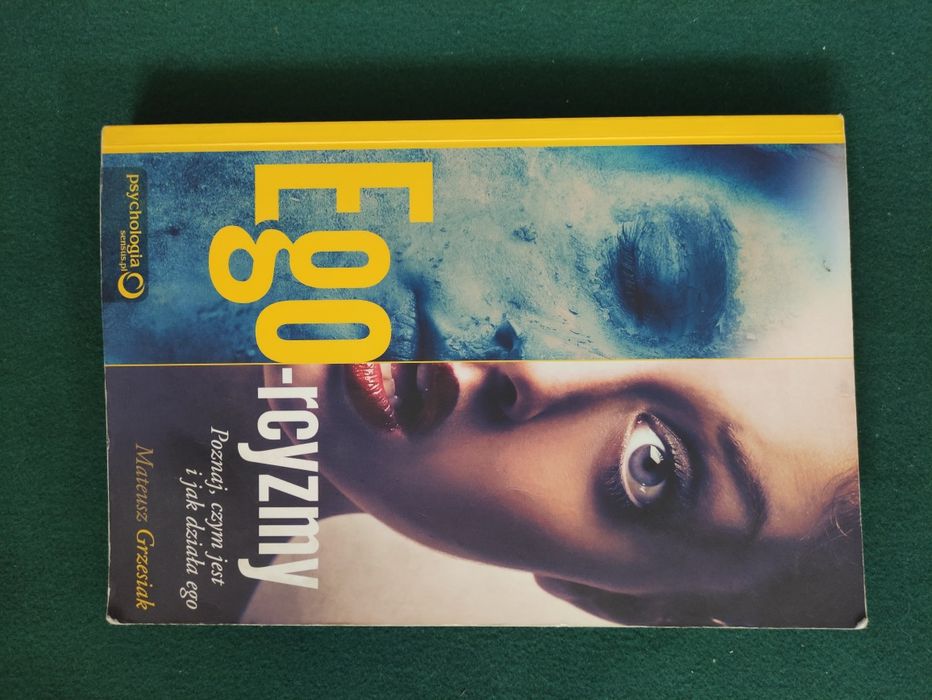 Ego-rcyzmy
Poznaj, czym jest
i jak działa ego
Mateusz Grzesiak
psychologia
sensus.pl